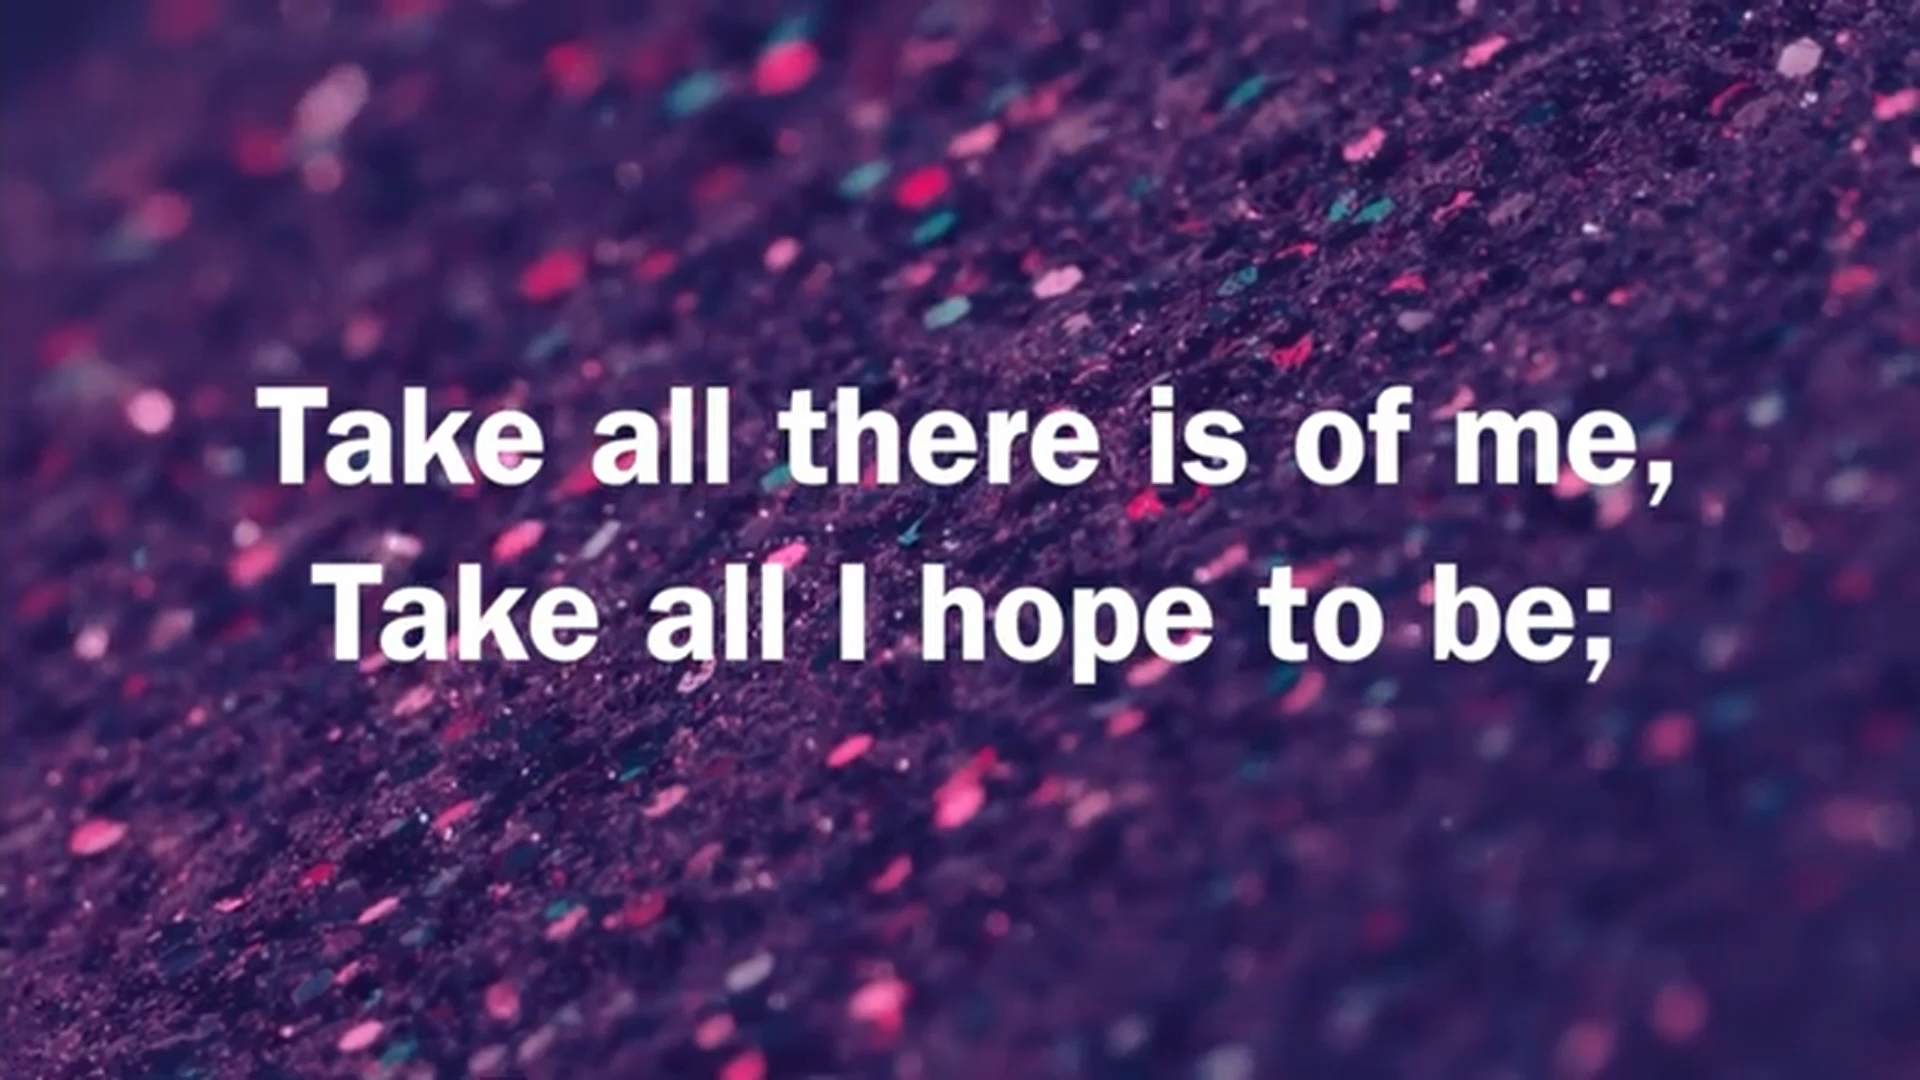 Take all there is of me,
Take all I hope to be;